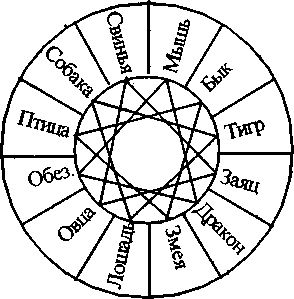 Мышь
Бык
Тигр
Заяц
Дракон
Змея
Лошадь
Овца
Обез.
Птица
Собака
Свинья